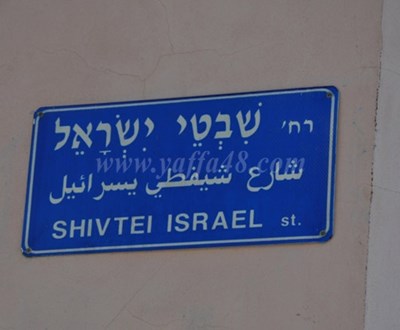 רח' שִׁבְטֵי יִשְׂרָאֵל
www.yaffa48.com
شارع شيفطي يسرائيل
SHIVTEI ISRAEL st.